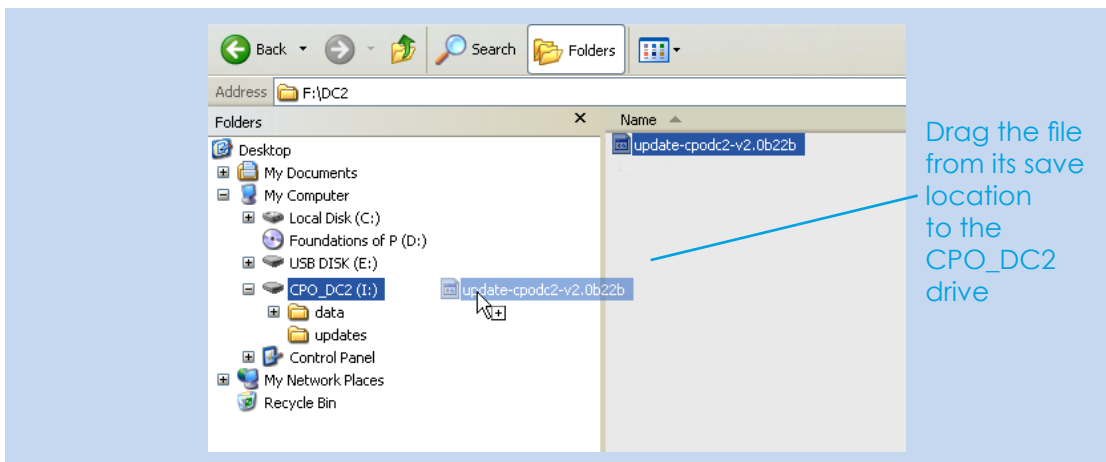 Back Search Folders
Address F:\DC2
Folders X Name
Desktop
My Documents
My Computer
Local Disk (C:)
Foundations of P (D:)
USB DISK (E:)
CPO_DC2 (I:)
data
updates
Control Panel
My Network Places
Recycle Bin
update-cpodc2-v2.0b22b
update-cpodc2-v2.0b22b
Drag the file
from its save
location
to the
CPO_DC2
drive